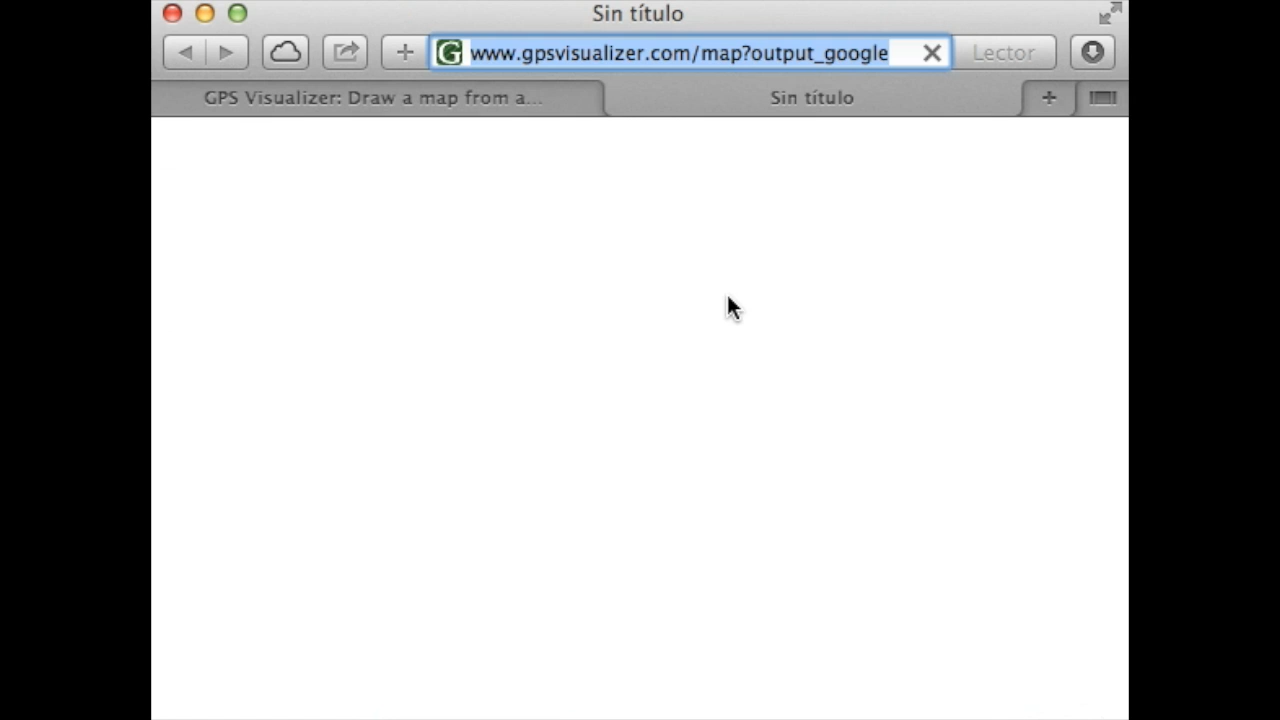 Sin título
G www.gpsvisualizer.com/map?output_google
Lector
GPS Visualizer: Draw a map from a...
Sin título